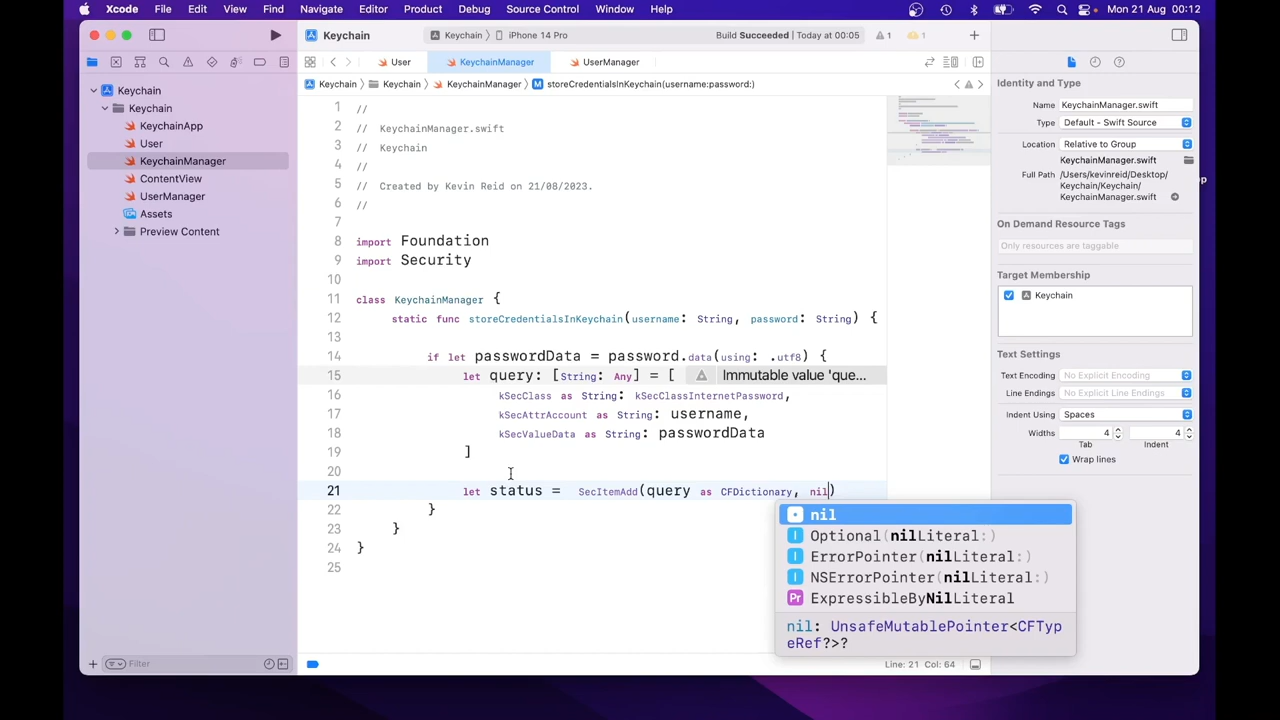 Xcode File Edit View Find Navigate Editor Product Debug Source Control Window Help Mon 21 Aug 00:12
Keychain Keychain iPhone 14 Pro Build Succeeded | Today at 00:05 1 1
User KeychainManager UserManager
Keychain Keychain KeychainManager M storeCredentialsInKeychain(username:password:)
Keychain
Keychain
KeychainApp
User
KeychainManager
ContentView
UserManager
Assets
Preview Content
Filter
1 //
2 // KeychainManager.swift
3 // Keychain
4 //
5 // Created by Kevin Reid on 21/08/2023.
6 //
7
8 import Foundation
9 import Security
10
11 class KeychainManager {
12 static func storeCredentialsInKeychain(username: String, password: String) {
13
14 if let passwordData = password.data(using: .utf8) {
15 let query: [String: Any] = [ Immutable value 'que...
16 kSecClass as String: kSecClassInternetPassword,
17 kSecAttrAccount as String: username,
18 kSecValueData as String: passwordData
19 ]
20
21 let status = SecItemAdd(query as CFDictionary, nil)
22 }
23 }
24 }
25
nil
I Optional(nilLiteral:)
I ErrorPointer(nilLiteral:)
I NSErrorPointer(nilLiteral:)
Pr ExpressibleByNilLiteral
nil: UnsafeMutablePointer<CFTyp
eRef?>?
Line: 21 Col: 64
Identity and Type
Name KeychainManager.swift
Type Default - Swift Source
Location Relative to Group
KeychainManager.swift
Full Path /Users/kevinreid/Desktop/
Keychain/Keychain/
KeychainManager.swift
On Demand Resource Tags
Only resources are taggable
Target Membership
Keychain
Text Settings
Text Encoding No Explicit Encoding
Line Endings No Explicit Line Endings
Indent Using Spaces
Widths 4 4
Tab Indent
Wrap lines